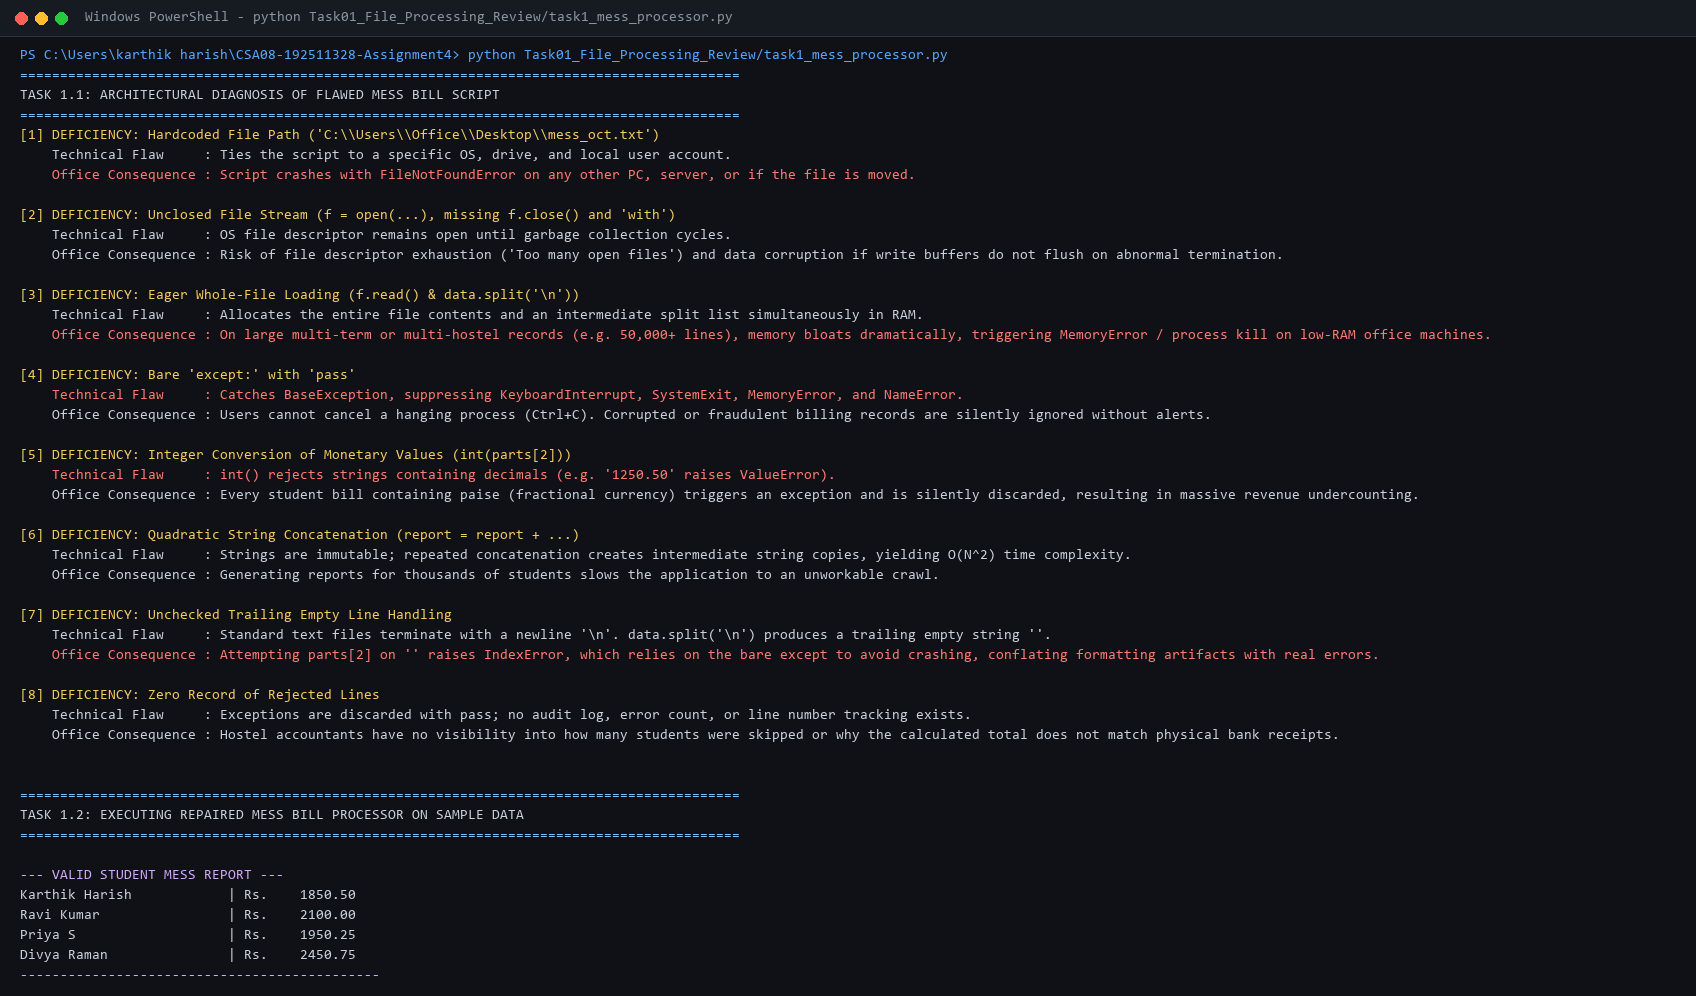 Windows PowerShell - python Task01_File_Processing_Review/task1_mess_processor.py
PS C:\Users\karthik harish\CSA08-192511328-Assignment4> python Task01_File_Processing_Review/task1_mess_processor.py
==========================================================================================
TASK 1.1: ARCHITECTURAL DIAGNOSIS OF FLAWED MESS BILL SCRIPT
==========================================================================================
[1] DEFICIENCY: Hardcoded File Path ('C:\\Users\\Office\\Desktop\\mess_oct.txt')
    Technical Flaw     : Ties the script to a specific OS, drive, and local user account.
    Office Consequence : Script crashes with FileNotFoundError on any other PC, server, or if the file is moved.
[2] DEFICIENCY: Unclosed File Stream (f = open(...), missing f.close() and 'with')
    Technical Flaw     : OS file descriptor remains open until garbage collection cycles.
    Office Consequence : Risk of file descriptor exhaustion ('Too many open files') and data corruption if write buffers do not flush on abnormal termination.
[3] DEFICIENCY: Eager Whole-File Loading (f.read() & data.split('\n'))
    Technical Flaw     : Allocates the entire file contents and an intermediate split list simultaneously in RAM.
    Office Consequence : On large multi-term or multi-hostel records (e.g. 50,000+ lines), memory bloats dramatically, triggering MemoryError / process kill on low-RAM office machines.
[4] DEFICIENCY: Bare 'except:' with 'pass'
    Technical Flaw     : Catches BaseException, suppressing KeyboardInterrupt, SystemExit, MemoryError, and NameError.
    Office Consequence : Users cannot cancel a hanging process (Ctrl+C). Corrupted or fraudulent billing records are silently ignored without alerts.
[5] DEFICIENCY: Integer Conversion of Monetary Values (int(parts[2]))
    Technical Flaw     : int() rejects strings containing decimals (e.g. '1250.50' raises ValueError).
    Office Consequence : Every student bill containing paise (fractional currency) triggers an exception and is silently discarded, resulting in massive revenue undercounting.
[6] DEFICIENCY: Quadratic String Concatenation (report = report + ...)
    Technical Flaw     : Strings are immutable; repeated concatenation creates intermediate string copies, yielding O(N^2) time complexity.
    Office Consequence : Generating reports for thousands of students slows the application to an unworkable crawl.
[7] DEFICIENCY: Unchecked Trailing Empty Line Handling
    Technical Flaw     : Standard text files terminate with a newline '\n'. data.split('\n') produces a trailing empty string ''.
    Office Consequence : Attempting parts[2] on '' raises IndexError, which relies on the bare except to avoid crashing, conflating formatting artifacts with real errors.
[8] DEFICIENCY: Zero Record of Rejected Lines
    Technical Flaw     : Exceptions are discarded with pass; no audit log, error count, or line number tracking exists.
    Office Consequence : Hostel accountants have no visibility into how many students were skipped or why the calculated total does not match physical bank receipts.
==========================================================================================
TASK 1.2: EXECUTING REPAIRED MESS BILL PROCESSOR ON SAMPLE DATA
==========================================================================================
--- VALID STUDENT MESS REPORT ---
Karthik Harish            | Rs.    1850.50
Ravi Kumar                | Rs.    2100.00
Priya S                   | Rs.    1950.25
Divya Raman               | Rs.    2450.75
---------------------------------------------